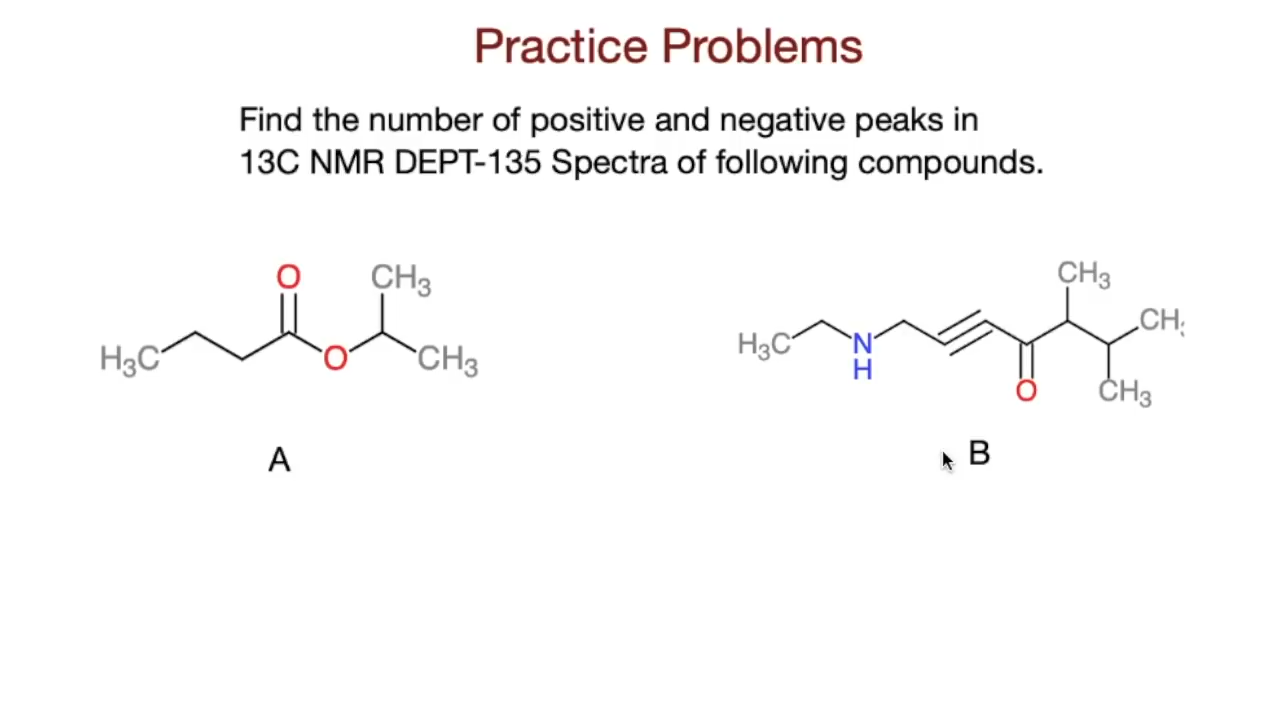 Practice Problems
Find the number of positive and negative peaks in
13C NMR DEPT-135 Spectra of following compounds.
O CH3
H3C O CH3
A
CH3
H3C N H O CH3
B